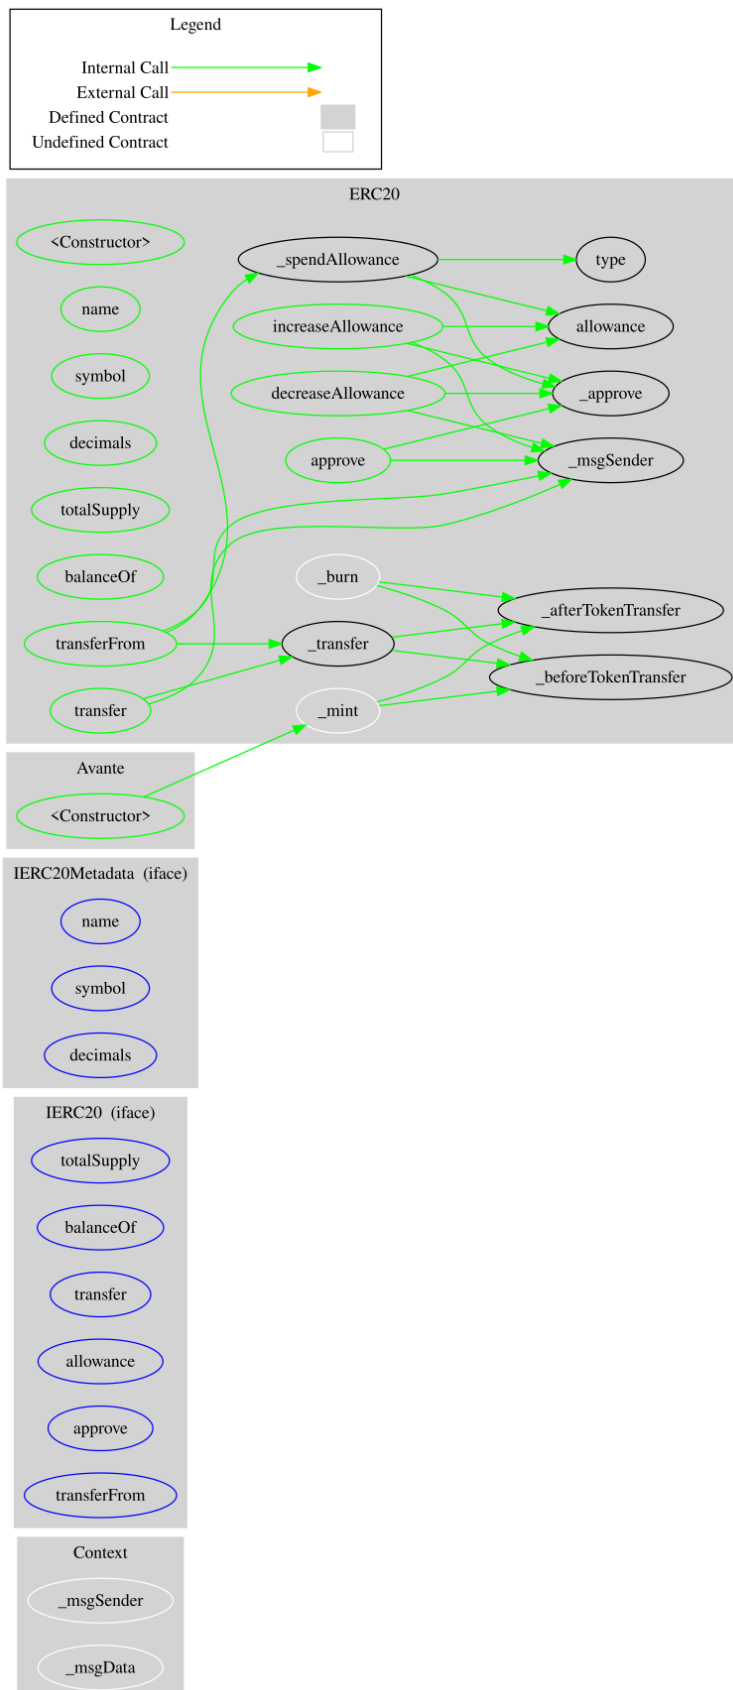 Legend
Internal Call
External Call
Defined Contract
Undefined Contract
ERC20
<Constructor>
_spendAllowance
type
name
increaseAllowance
allowance
symbol
decreaseAllowance
_approve
decimals
approve
_msgSender
totalSupply
balanceOf
_burn
_afterTokenTransfer
transferFrom
_transfer
_beforeTokenTransfer
transfer
_mint
Avante
<Constructor>
IERC20Metadata (iface)
name
symbol
decimals
IERC20 (iface)
totalSupply
balanceOf
transfer
allowance
approve
transferFrom
Context
_msgSender
_msgData